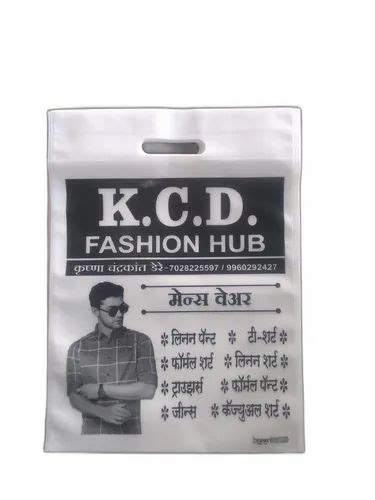 K.C.D.
FASHION HUB
कृष्णा चंद्रकांत डेरे-7028225597 / 9960292427
मेन्स वेअर
लिनन पॅन्ट टी-शर्ट
फॉर्मल शर्ट लिनन शर्ट
ट्राउझर्स फॉर्मल पॅन्ट
जीन्स कॅज्युअल शर्ट